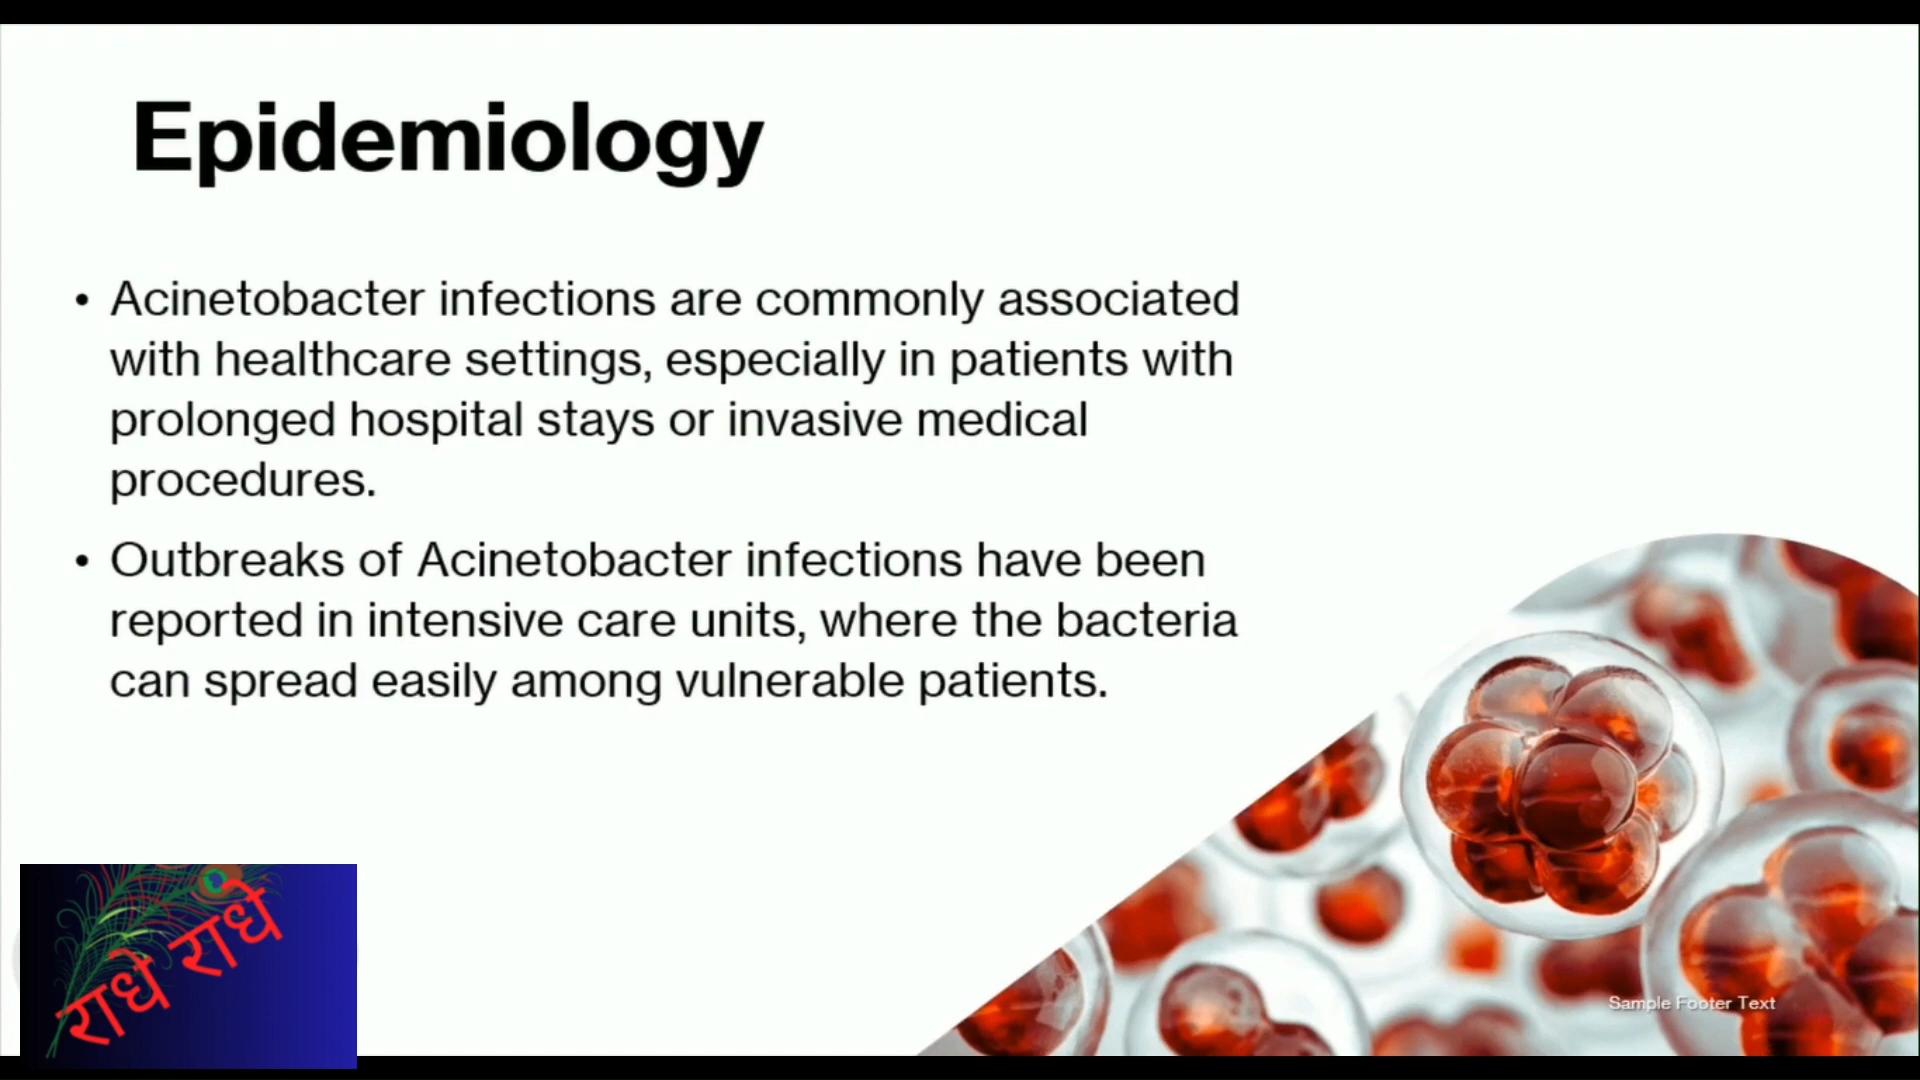 Epidemiology
• Acinetobacter infections are commonly associated
with healthcare settings, especially in patients with
prolonged hospital stays or invasive medical
procedures.
• Outbreaks of Acinetobacter infections have been
reported in intensive care units, where the bacteria
can spread easily among vulnerable patients.
राधे राधे
Sample Footer Text